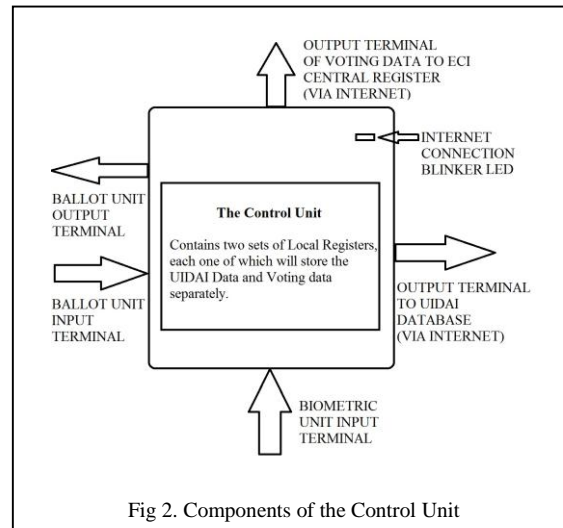 OUTPUT TERMINAL
OF VOTING DATA TO ECI
CENTRAL REGISTER
(VIA INTERNET)
INTERNET
CONNECTION
BLINKER LED
BALLOT UNIT
OUTPUT
TERMINAL
The Control Unit
Contains two sets of Local Registers,
each one of which will store the
UIDAI Data and Voting data
separately.
BALLOT UNIT
INPUT
TERMINAL
OUTPUT TERMINAL
TO UIDAI
DATABASE
(VIA INTERNET)
BIOMETRIC
UNIT INPUT
TERMINAL
Fig 2. Components of the Control Unit